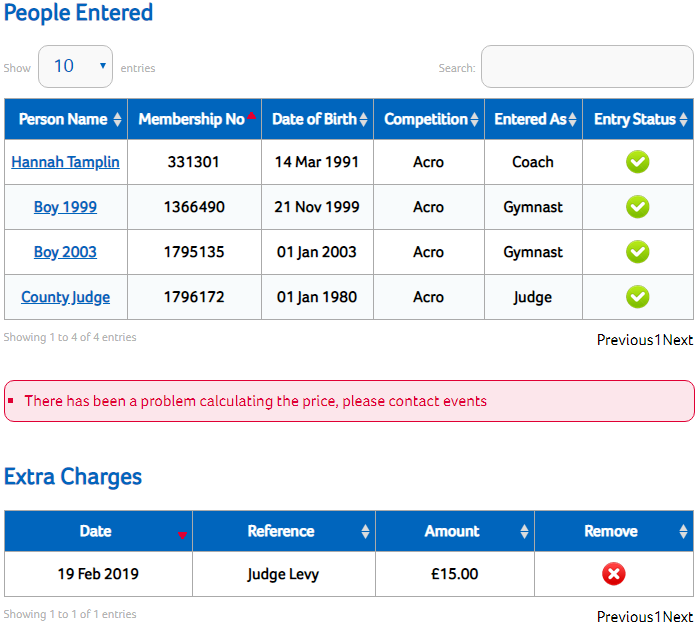 People Entered
Show 10 entries Search:
Person Name Membership No Date of Birth Competition Entered As Entry Status
Hannah Tamplin 331301 14 Mar 1991 Acro Coach
Boy 1999 1366490 21 Nov 1999 Acro Gymnast
Boy 2003 1795135 01 Jan 2003 Acro Gymnast
County Judge 1796172 01 Jan 1980 Acro Judge
Showing 1 to 4 of 4 entries Previous1Next
There has been a problem calculating the price, please contact events
Extra Charges
Date Reference Amount Remove
19 Feb 2019 Judge Levy £15.00
Showing 1 to 1 of 1 entries Previous1Next